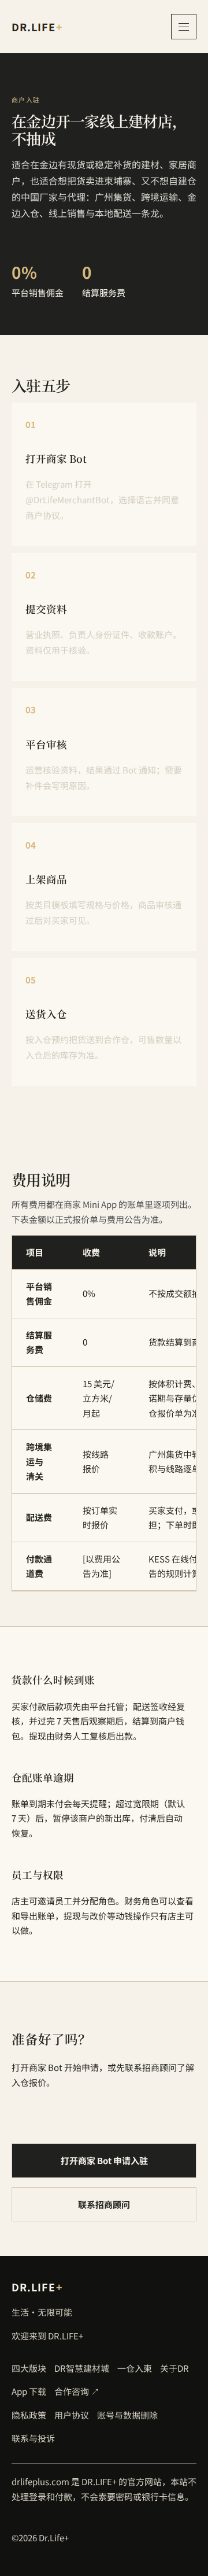 DR.LIFE+
商户入驻
在金边开一家线上建材店，
不抽成
适合在金边有现货或稳定补货的建材、家居商
户，也适合想把货卖进柬埔寨、又不想自建仓
的中国厂家与代理：广州集货、跨境运输、金
边入仓、线上销售与本地配送一条龙。
0% 0
平台销售佣金 结算服务费
入驻五步
01
打开商家 Bot
在 Telegram 打开
@DrLifeMerchantBot，选择语言并同意
商户协议。
02
提交资料
营业执照、负责人身份证件、收款账户。
资料仅用于核验。
03
平台审核
运营核验资料，结果通过 Bot 通知；需要
补件会写明原因。
04
上架商品
按类目模板填写规格与价格，商品审核通
过后对买家可见。
05
送货入仓
按入仓预约把货送到合作仓，可售数量以
入仓后的库存为准。
费用说明
所有费用都在商家 Mini App 的账单里逐项列出。
下表金额以正式报价单与费用公告为准。
项目 收费 说明
平台销
售佣金
0%
不按成交额抽
结算服
务费
0
货款结算到商
仓储费
15 美元/
立方米/
月起
按体积计费、
诺期与存量优
仓报价单为准
跨境集
运与
清关
按线路
报价
广州集货中转
积与线路逐单
配送费
按订单实
时报价
买家支付，或
担；下单时即
付款通
道费
[以费用公
告为准]
KESS 在线付
告的规则计算
货款什么时候到账
买家付款后款项先由平台托管；配送签收经复
核，并过完 7 天售后观察期后，结算到商户钱
包。提现由财务人工复核后出款。
仓配账单逾期
账单到期未付会每天提醒；超过宽限期（默认
7 天）后，暂停该商户的新出库，付清后自动
恢复。
员工与权限
店主可邀请员工并分配角色。财务角色可以查看
和导出账单，提现与改价等动钱操作只有店主可
以做。
准备好了吗？
打开商家 Bot 开始申请，或先联系招商顾问了解
入仓报价。
打开商家 Bot 申请入驻
联系招商顾问
DR.LIFE+
生活·无限可能
欢迎来到 DR.LIFE+
四大版块 DR智慧建材城 一仓入柬 关于DR
App 下载 合作咨询 ↗
隐私政策 用户协议 账号与数据删除
联系与投诉
drlifeplus.com 是 DR.LIFE+ 的官方网站，本站不
处理登录和付款，不会索要密码或银行卡信息。
©2026 Dr.Life+